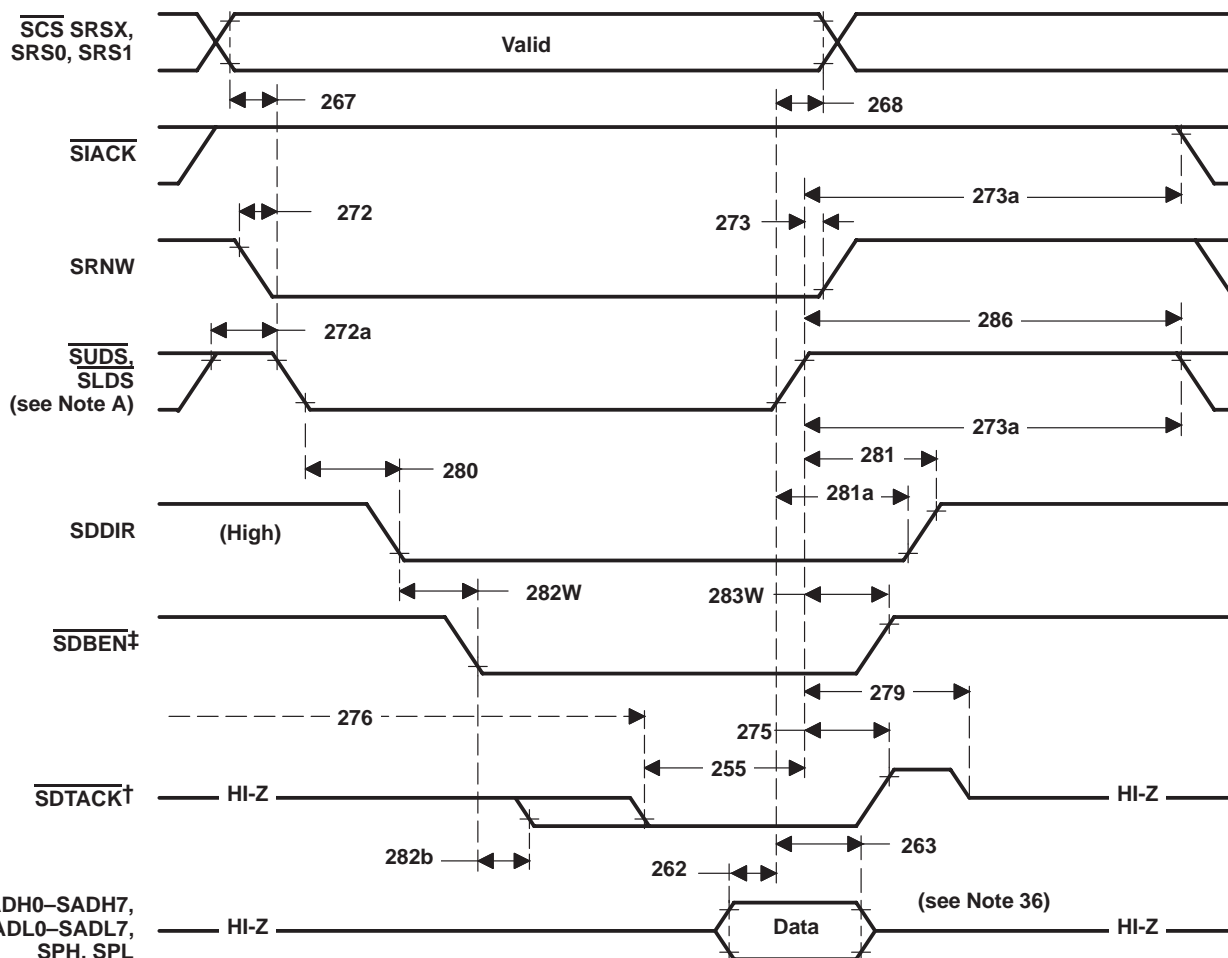 SCS SRSX,
SRS0, SRS1
Valid
267
268
SIACK
273a
272
273
SRNW
286
272a
SUDS,
SLDS
(see Note A)
273a
281
280
281a
SDDIR
(High)
282W
283W
SDBEN‡
279
276
275
255
SDTACK†
HI-Z
HI-Z
263
282b
262
ADH0–SADH7,
ADL0–SADL7,
SPH, SPL
HI-Z
Data
(see Note 36)
HI-Z